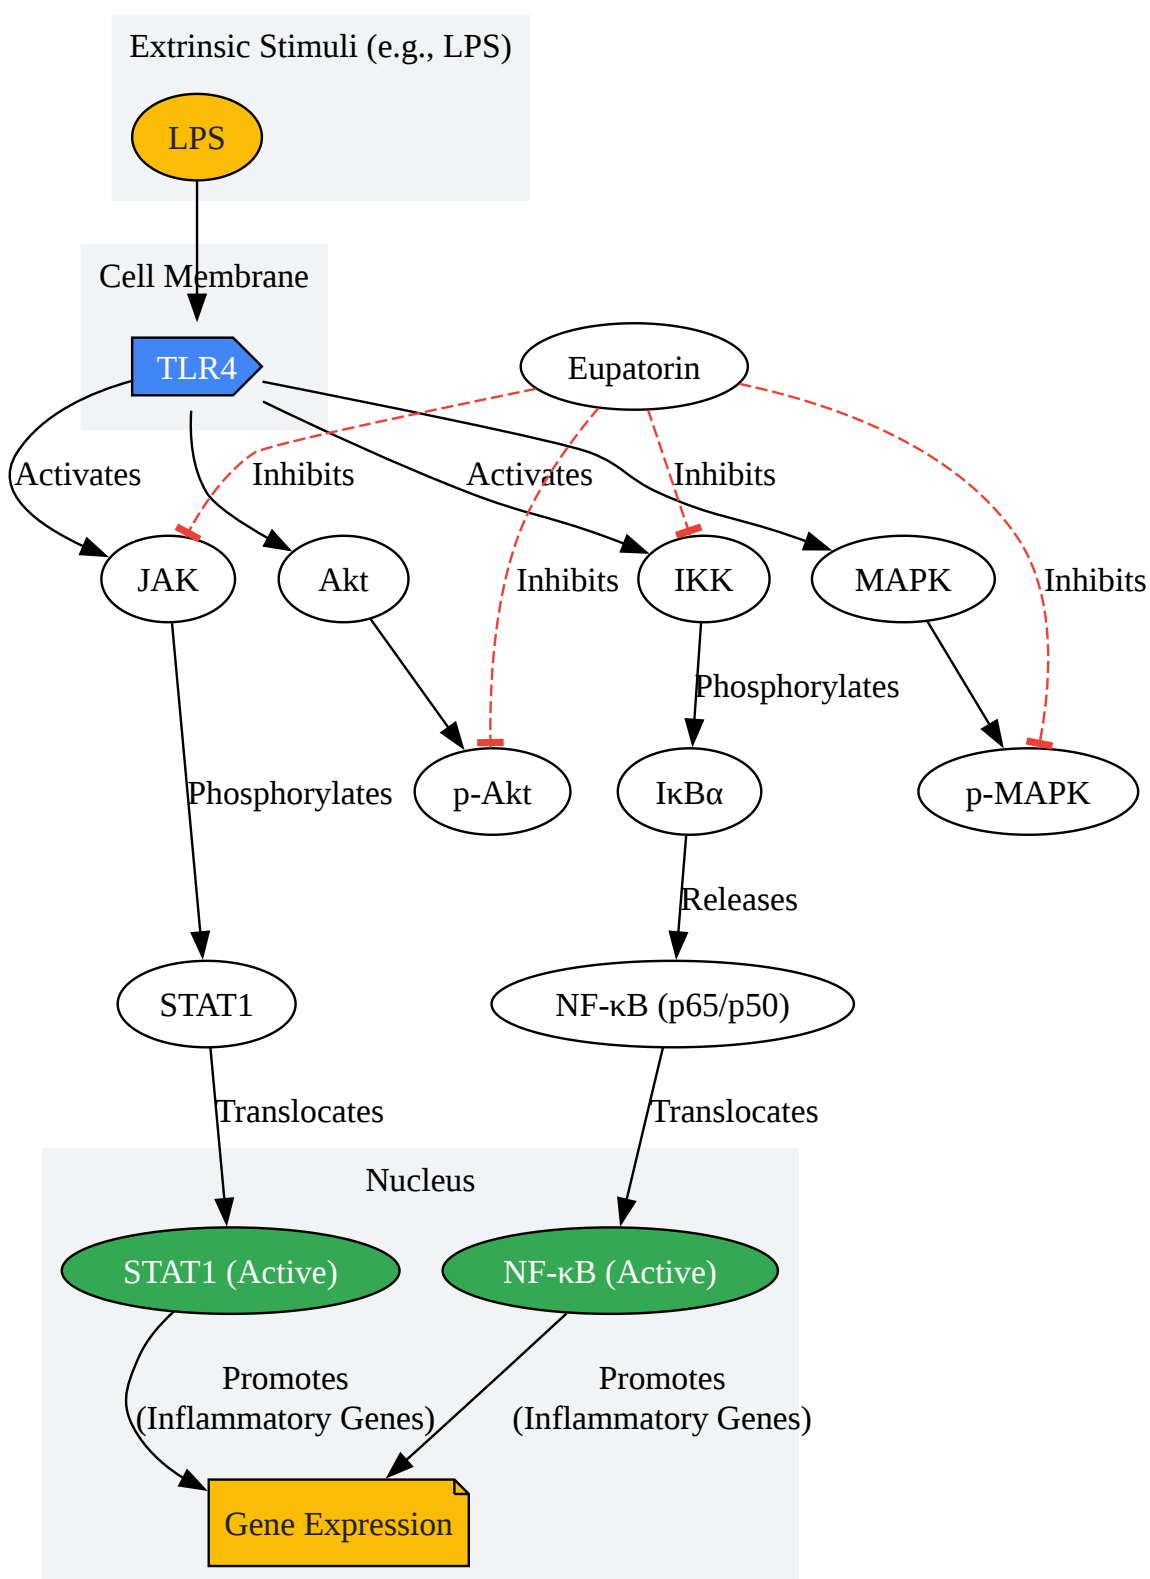 Extrinsic Stimuli (e.g., LPS)
LPS
Cell Membrane
TLR4
Eupatorin
Activates
Inhibits
Activates
Inhibits
JAK
Akt
Inhibits
IKK
MAPK
Inhibits
Phosphorylates
Phosphorylates
p-Akt
IκBα
p-MAPK
Releases
STAT1
NF-κB (p65/p50)
Translocates
Translocates
Nucleus
STAT1 (Active)
NF-κB (Active)
Promotes
(Inflammatory Genes)
Promotes
(Inflammatory Genes)
Gene Expression